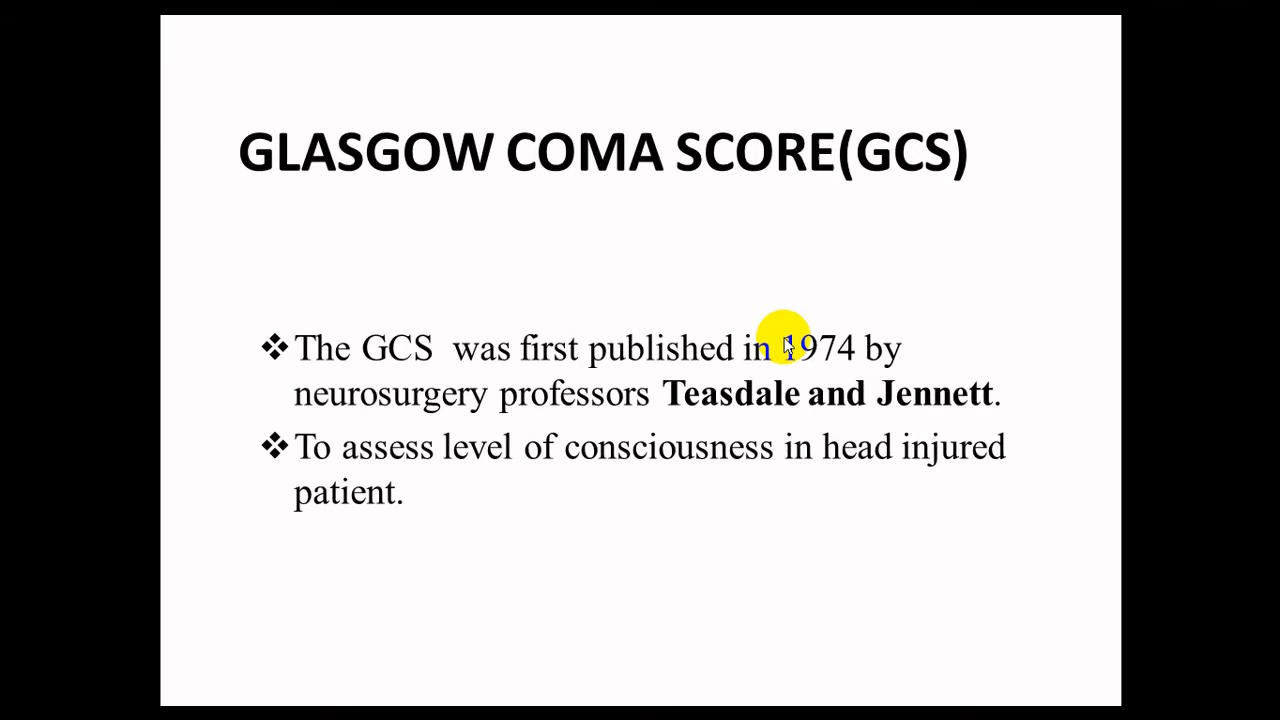 GLASGOW COMA SCORE(GCS)
❖The GCS was first published in 1974 by
neurosurgery professors Teasdale and Jennett.
❖To assess level of consciousness in head injured
patient.